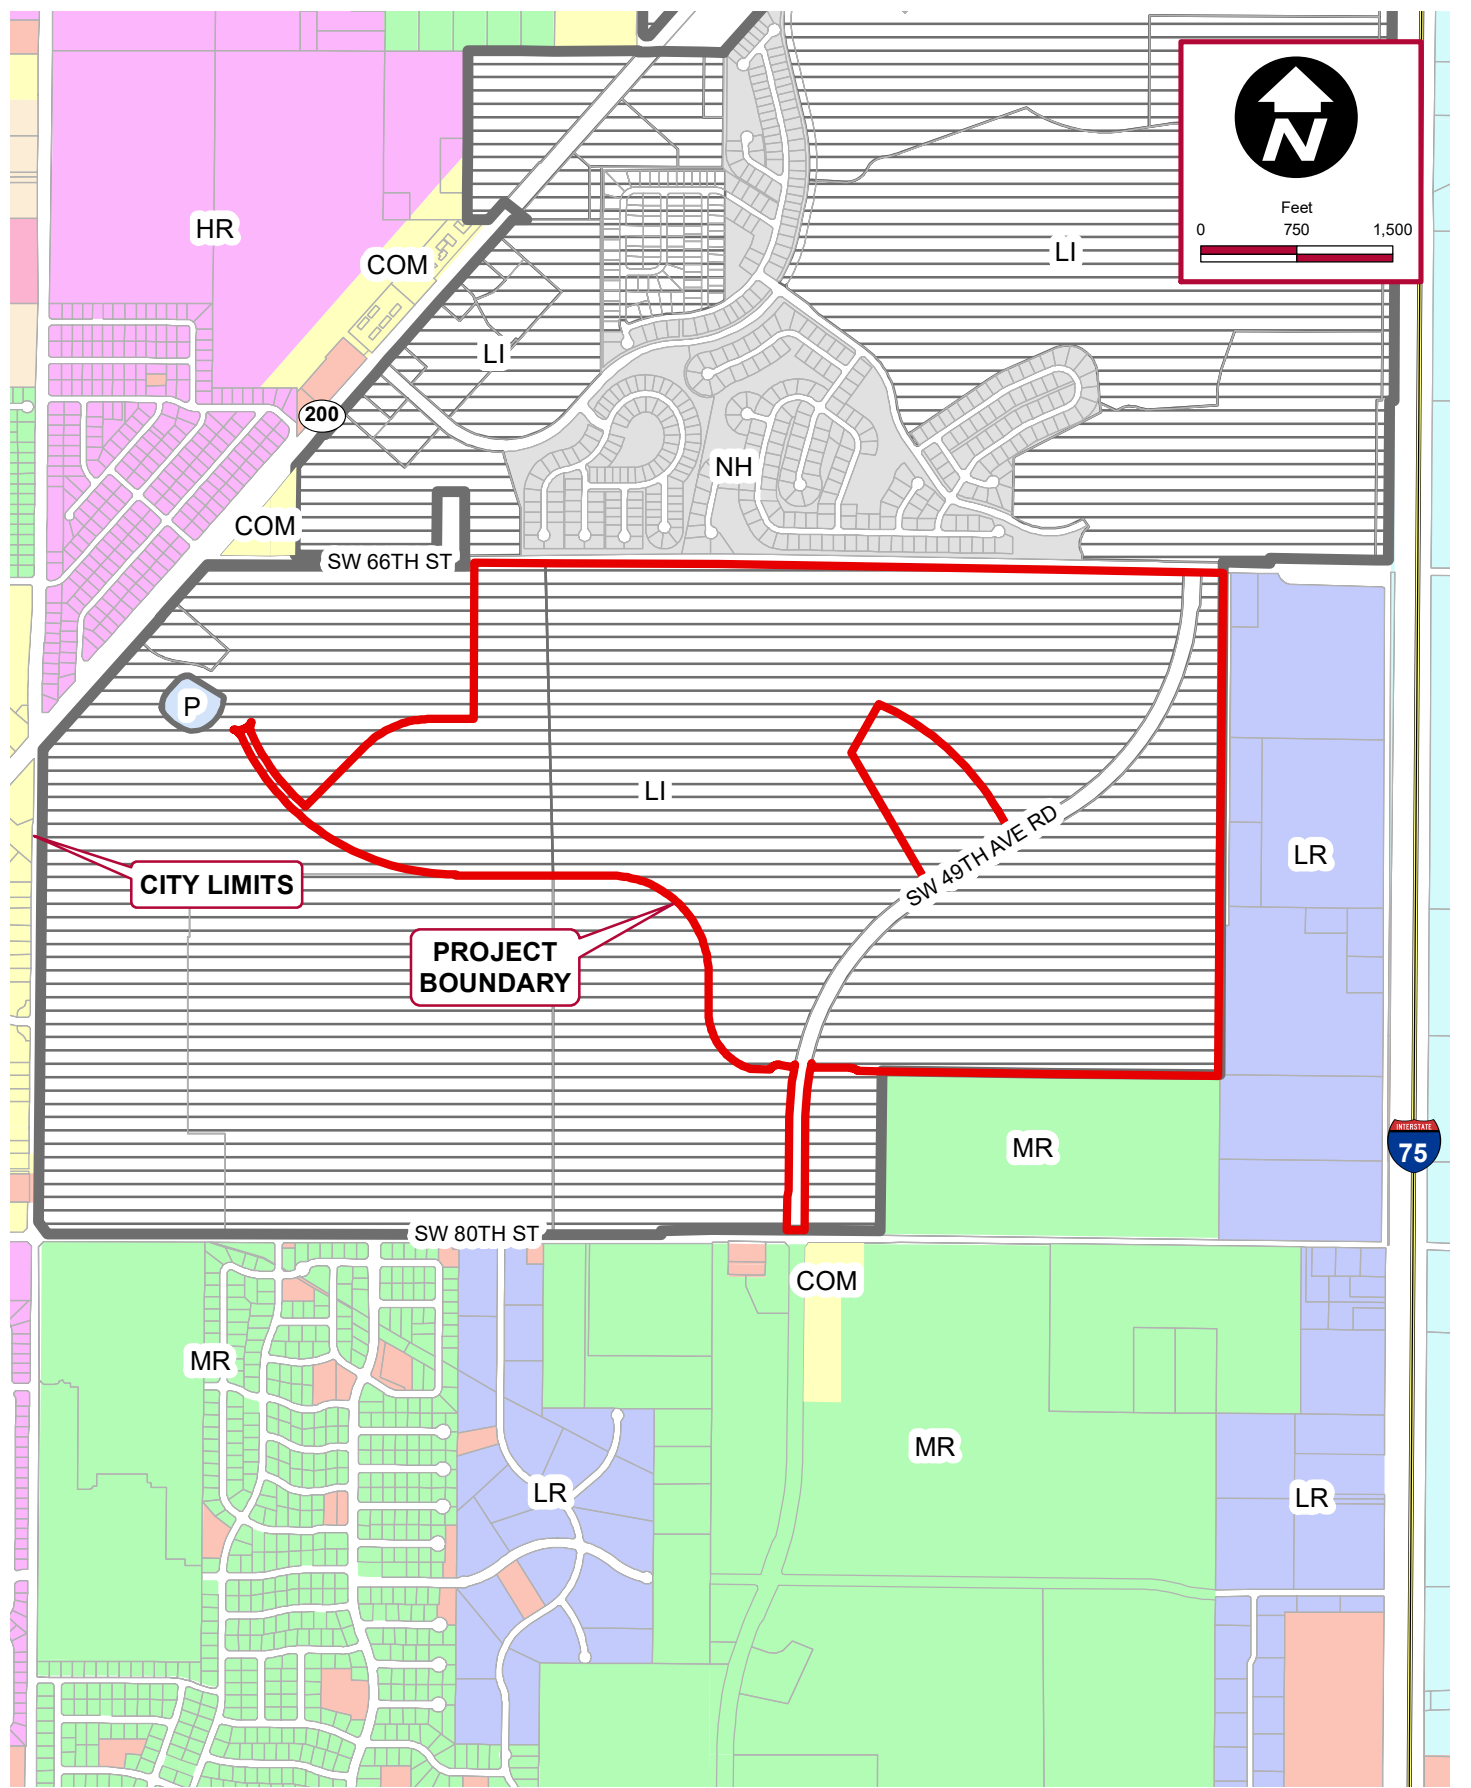 N
Feet
0 750 1,500
HR
COM
LI
LI
200
NH
COM
SW 66TH ST
P
LI
SW 49TH AVE RD
LR
CITY LIMITS
PROJECT
BOUNDARY
MR
INTERSTATE
75
SW 80TH ST
COM
MR
MR
LR
LR